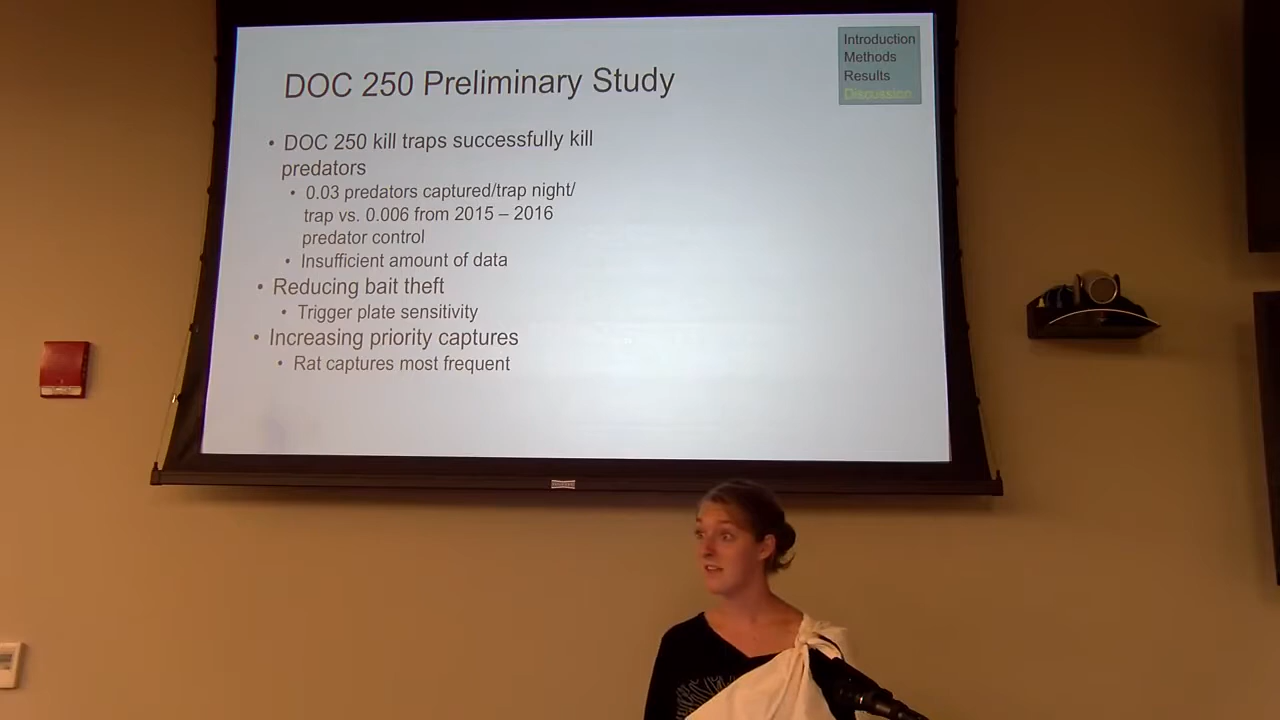 Introduction
Methods
Results
Discussion
DOC 250 Preliminary Study
• DOC 250 kill traps successfully kill
predators
• 0.03 predators captured/trap night/
trap vs. 0.006 from 2015 – 2016
predator control
• Insufficient amount of data
• Reducing bait theft
• Trigger plate sensitivity
• Increasing priority captures
• Rat captures most frequent